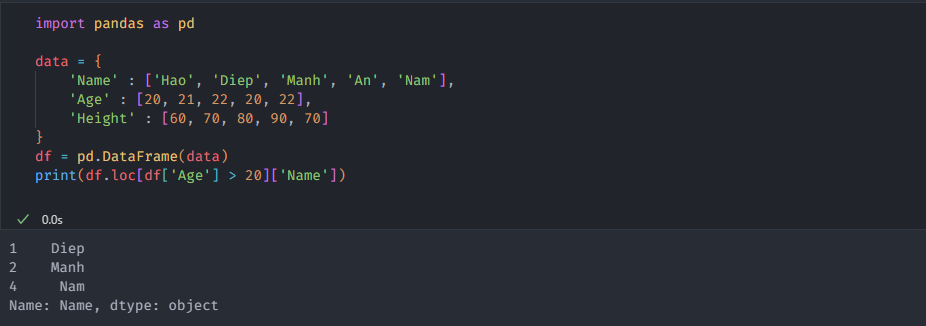 import pandas as pd
data = {
    'Name' : ['Hao', 'Diep', 'Manh', 'An', 'Nam'],
    'Age' : [20, 21, 22, 20, 22],
    'Height' : [60, 70, 80, 90, 70]
}
df = pd.DataFrame(data)
print(df.loc[df['Age'] > 20]['Name'])
✓ 0.0s
1    Diep
2    Manh
4     Nam
Name: Name, dtype: object